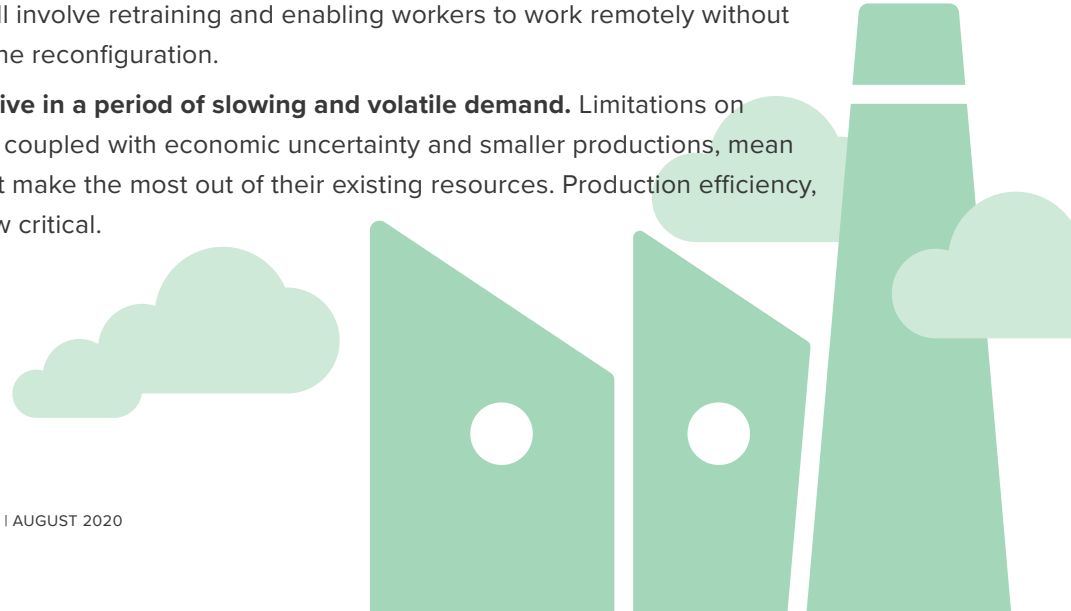 ll involve retraining and enabling workers to work remotely without
ne reconfiguration.
ive in a period of slowing and volatile demand. Limitations on
coupled with economic uncertainty and smaller productions, mean
t make the most out of their existing resources. Production efficiency,
w critical.
| AUGUST 2020